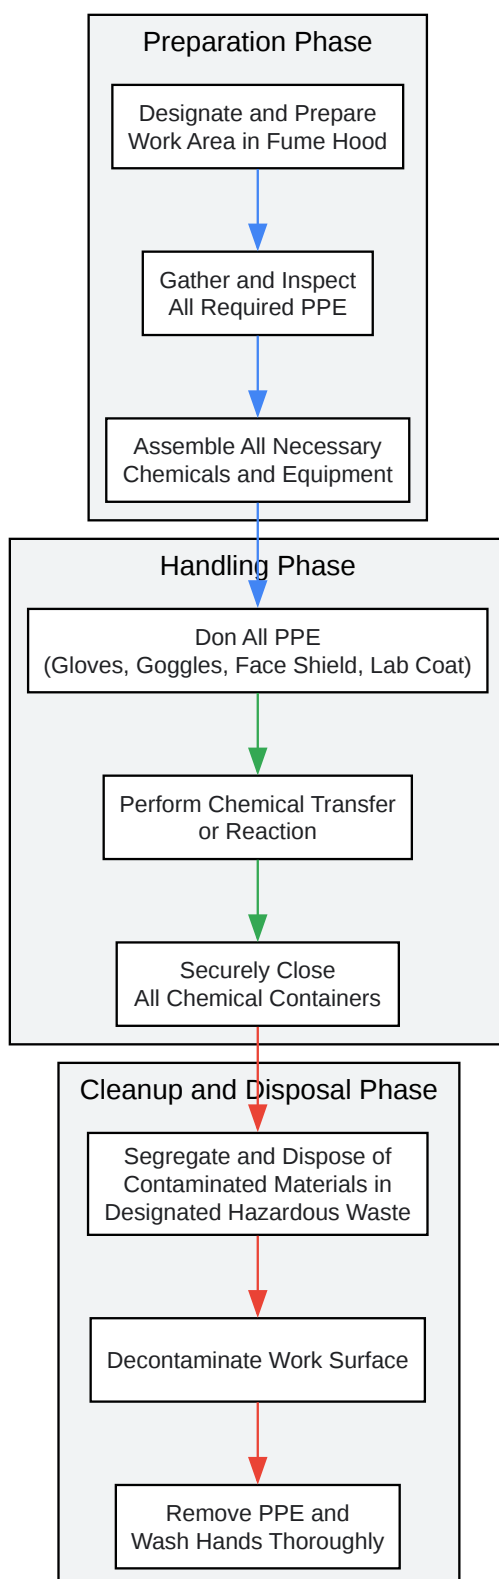 Preparation Phase
Designate and Prepare
Work Area in Fume Hood
Gather and Inspect
All Required PPE
Assemble All Necessary
Chemicals and Equipment
Handling Phase
Don All PPE
(Gloves, Goggles, Face Shield, Lab Coat)
Perform Chemical Transfer
or Reaction
Securely Close
All Chemical Containers
Cleanup and Disposal Phase
Segregate and Dispose of
Contaminated Materials in
Designated Hazardous Waste
Decontaminate Work Surface
Remove PPE and
Wash Hands Thoroughly